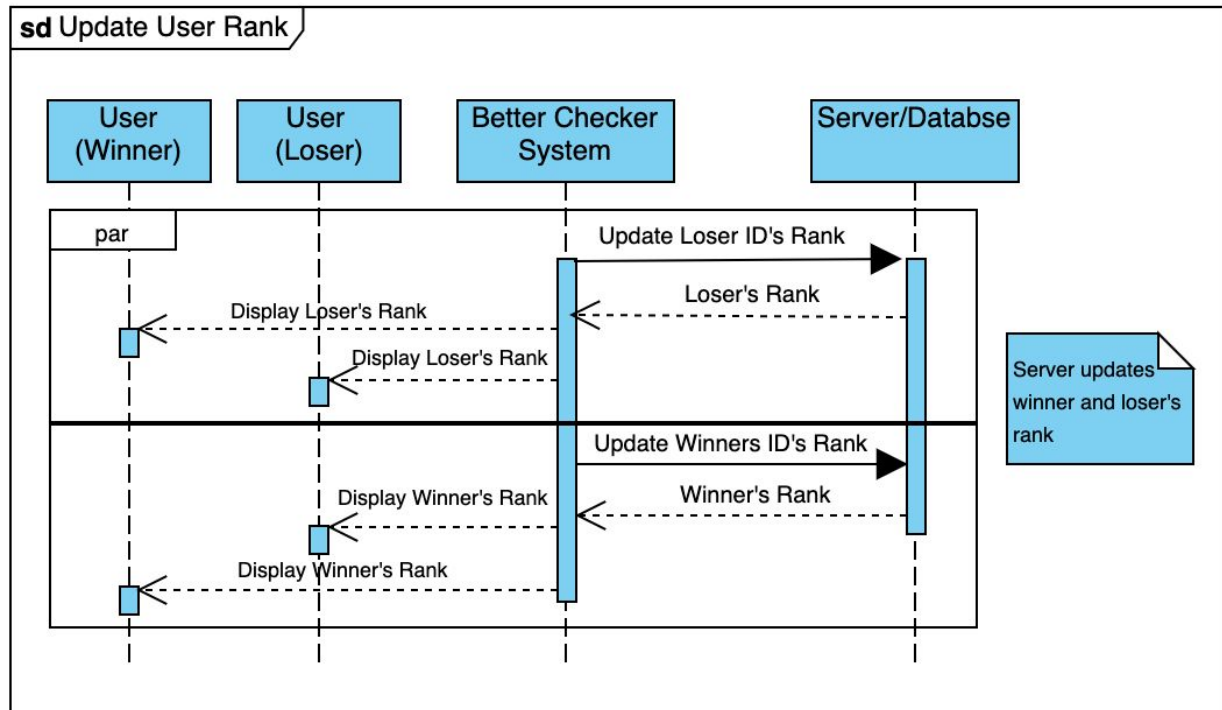 sd Update User Rank
User
(Winner)
User
(Loser)
Better Checker
System
Server/Databse
par
Update Loser ID's Rank
Loser's Rank
Display Loser's Rank
Display Loser's Rank
Server updates
winner and loser's
rank
Update Winners ID's Rank
Winner's Rank
Display Winner's Rank
Display Winner's Rank